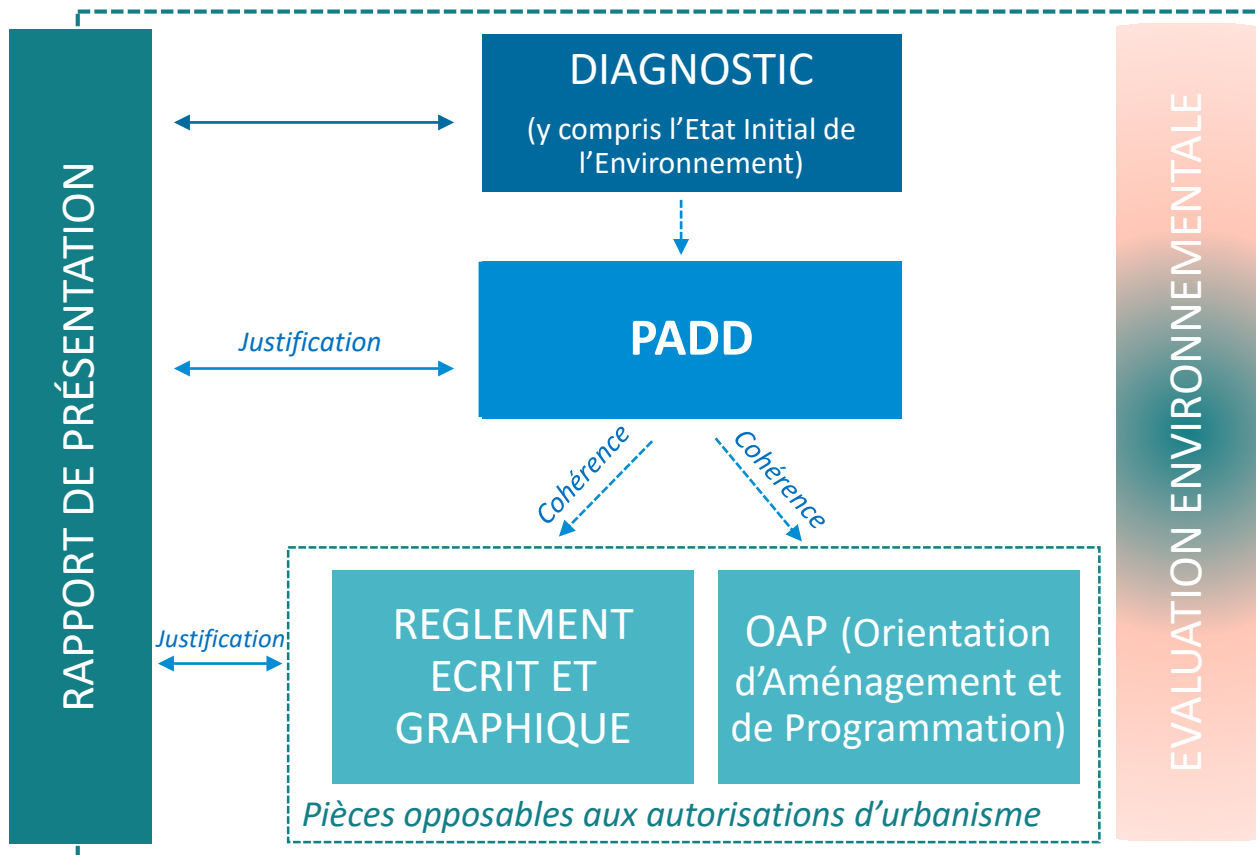 RAPPORT DE PRÉSENTATION
DIAGNOSTIC
(y compris l’Etat Initial de
l’Environnement)
Justification
PADD
Cohérence
Cohérence
Justification
REGLEMENT
ECRIT ET
GRAPHIQUE
OAP (Orientation
d’Aménagement et
de Programmation)
Pièces opposables aux autorisations d’urbanisme
EVALUATION ENVIRONNEMENTALE